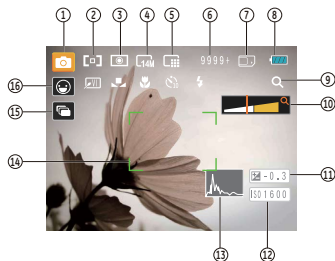 ① ② ③ ④ ⑤ ⑥ ⑦ ⑧
14M 9999+
⑯ ⑨
⑩
⑮
⑭
-0.3 ⑪
ISO1600
⑬ ⑫